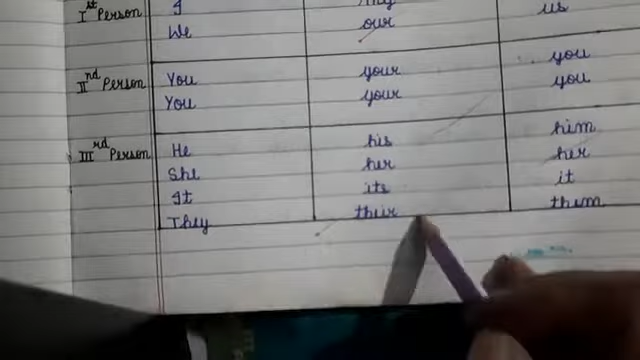 Ist Person I my us
We our
IInd Person You your you
You your you
IIIrd Person He his him
She her her
It its it
They their them